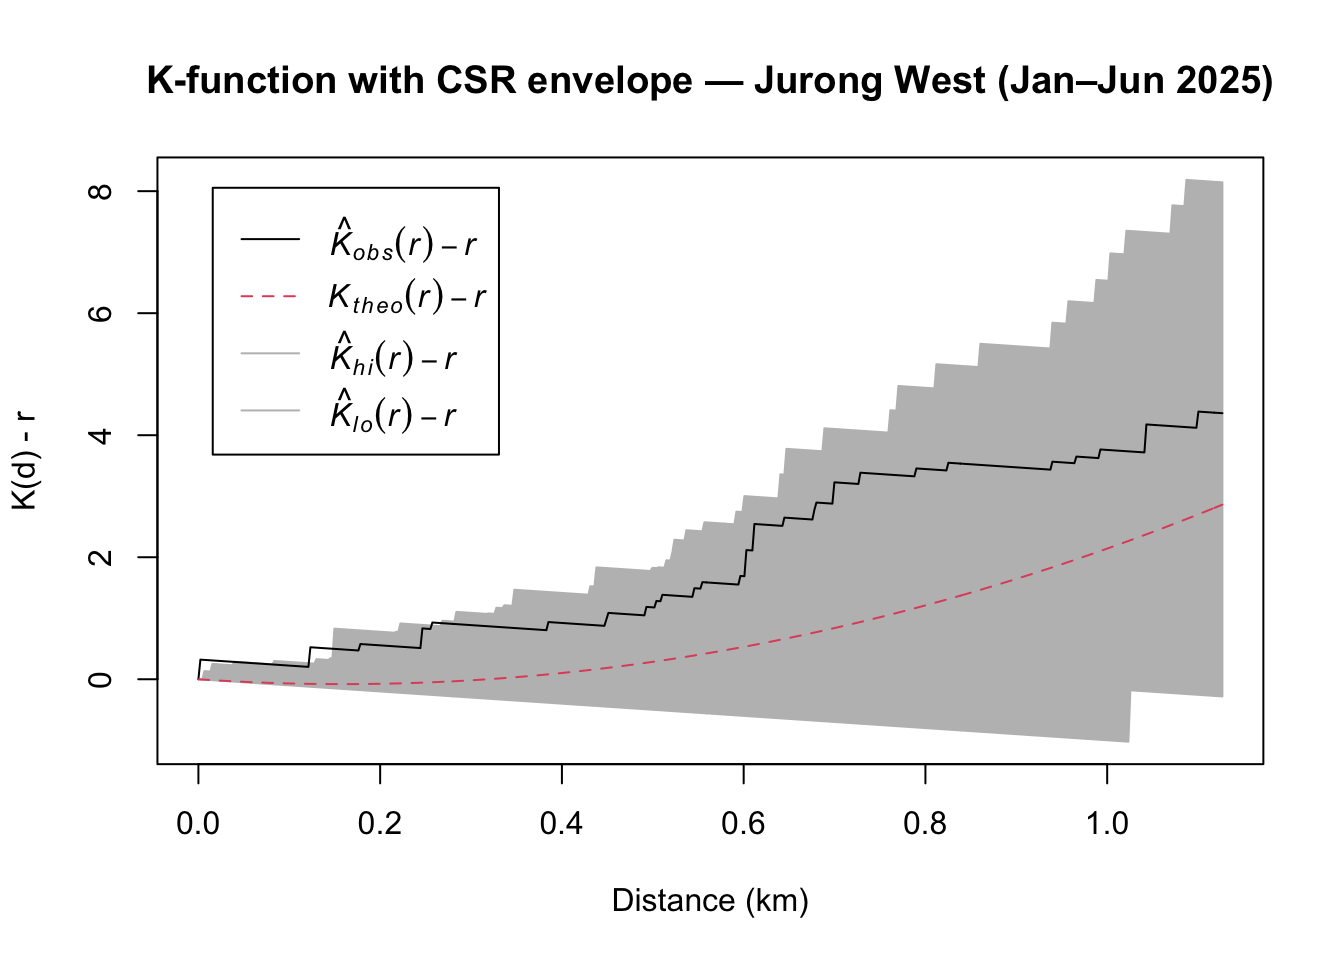 K-function with CSR envelope — Jurong West (Jan–Jun 2025)
K(d) - r
8
6
4
2
0
K̂obs(r) – r
Ktheo(r) – r
K̂hi(r) – r
K̂lo(r) – r
0.0 0.2 0.4 0.6 0.8 1.0
Distance (km)